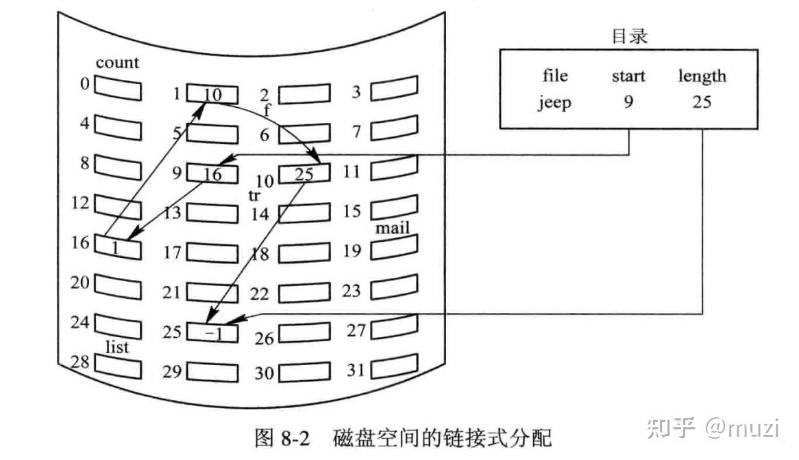 目录
file start length
jeep 9 25
count
0 1 10 2 3
f
4 5 6 7
8 9 16 10 25 11
tr
12 13 14 15
mail
16 1 17 18 19
20 21 22 23
24 25 -1 26 27
list
28 29 30 31
图 8-2 磁盘空间的链接式分配
知乎 @muzi